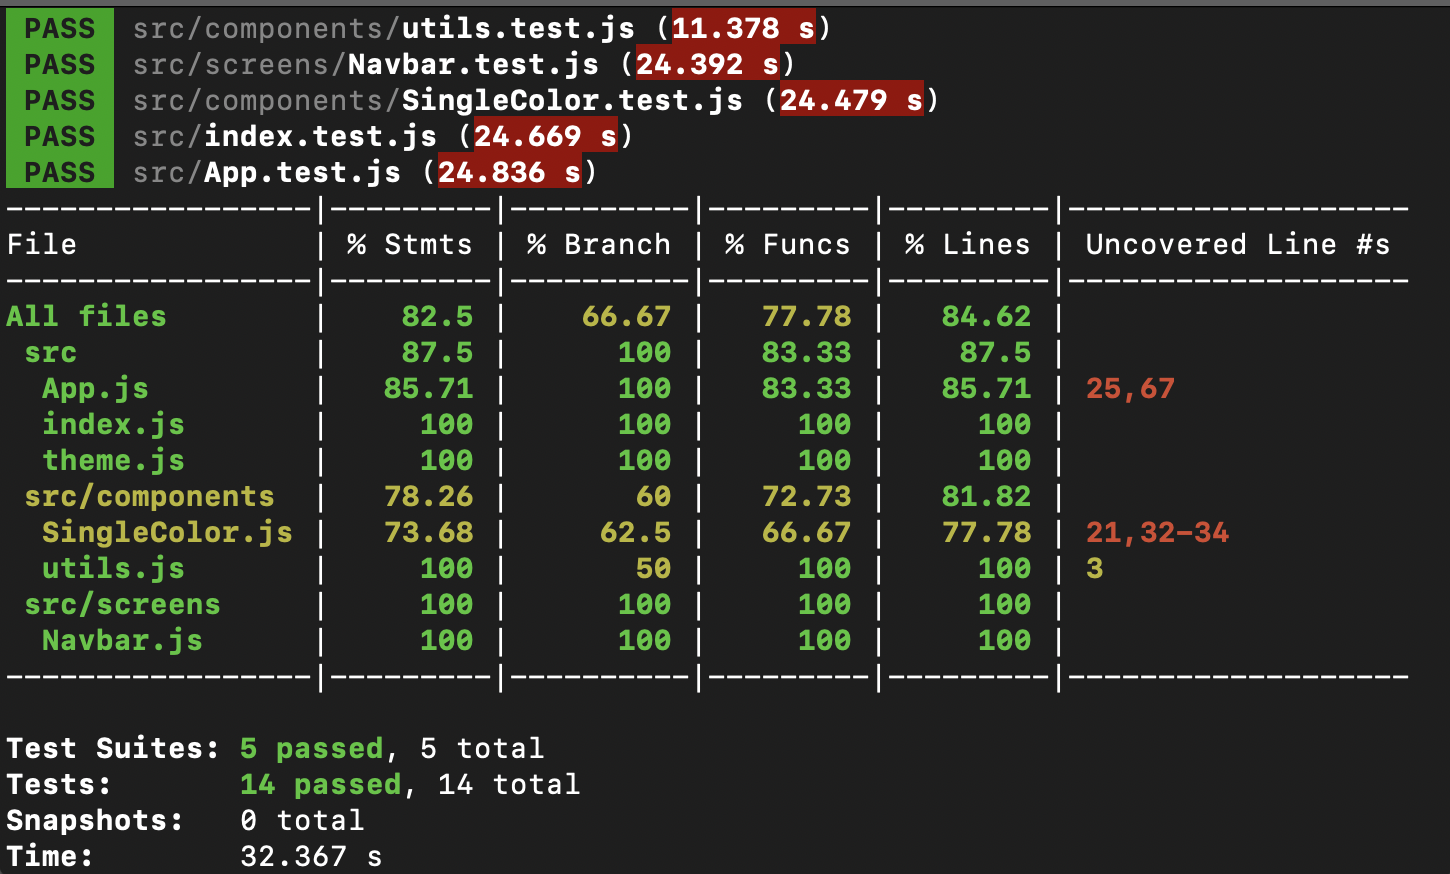 PASS src/components/utils.test.js (11.378 s)
PASS src/screens/Navbar.test.js (24.392 s)
PASS src/components/SingleColor.test.js (24.479 s)
PASS src/index.test.js (24.669 s)
PASS src/App.test.js (24.836 s)
-----------------|---------|----------|---------|---------|-------------------
File             | % Stmts | % Branch | % Funcs | % Lines | Uncovered Line #s
-----------------|---------|----------|---------|---------|-------------------
All files        |    82.5 |    66.67 |   77.78 |   84.62 |
 src             |    87.5 |      100 |   83.33 |    87.5 |
  App.js         |   85.71 |      100 |   83.33 |   85.71 | 25,67
  index.js       |     100 |      100 |     100 |     100 |
  theme.js       |     100 |      100 |     100 |     100 |
 src/components  |   78.26 |       60 |   72.73 |   81.82 |
  SingleColor.js |   73.68 |     62.5 |   66.67 |   77.78 | 21,32-34
  utils.js       |     100 |       50 |     100 |     100 | 3
 src/screens     |     100 |      100 |     100 |     100 |
  Navbar.js      |     100 |      100 |     100 |     100 |
-----------------|---------|----------|---------|---------|-------------------
Test Suites: 5 passed, 5 total
Tests:       14 passed, 14 total
Snapshots:   0 total
Time:        32.367 s